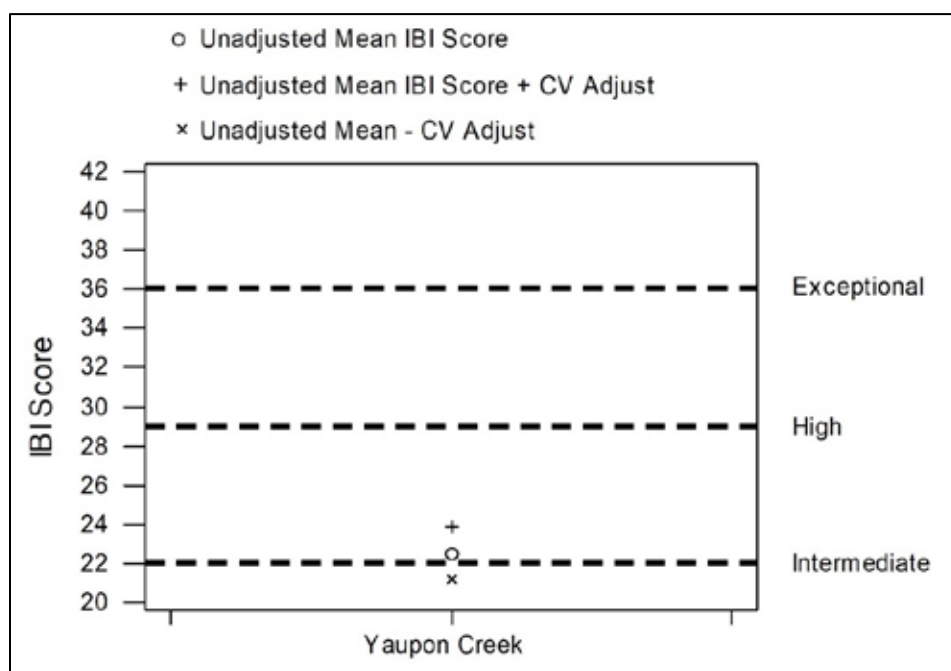 Unadjusted Mean IBI Score
Unadjusted Mean IBI Score + CV Adjust
Unadjusted Mean - CV Adjust
42
40
38
36
34
32
30
28
26
24
22
20
IBI Score
Exceptional
High
Intermediate
Yaupon Creek